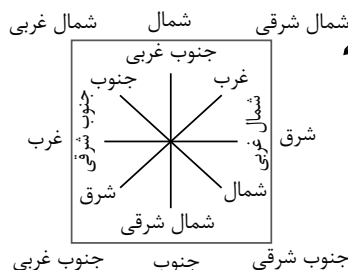 شمال شرقی
شمال
شمال غربی
جنوب غربی
غرب
جنوب
شرق
شمال غربی
جنوب شرقی
غرب
شمال
شرق
شمال شرقی
جنوب شرقی
جنوب
جنوب غربی